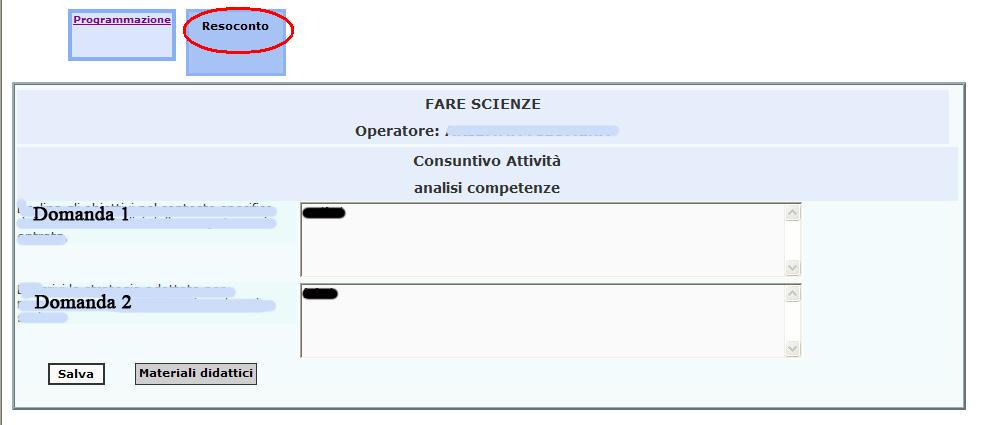 Programmazione
Resoconto
FARE SCIENZE
Operatore:
Consuntivo Attività
analisi competenze
Domanda 1
Domanda 2
Salva
Materiali didattici